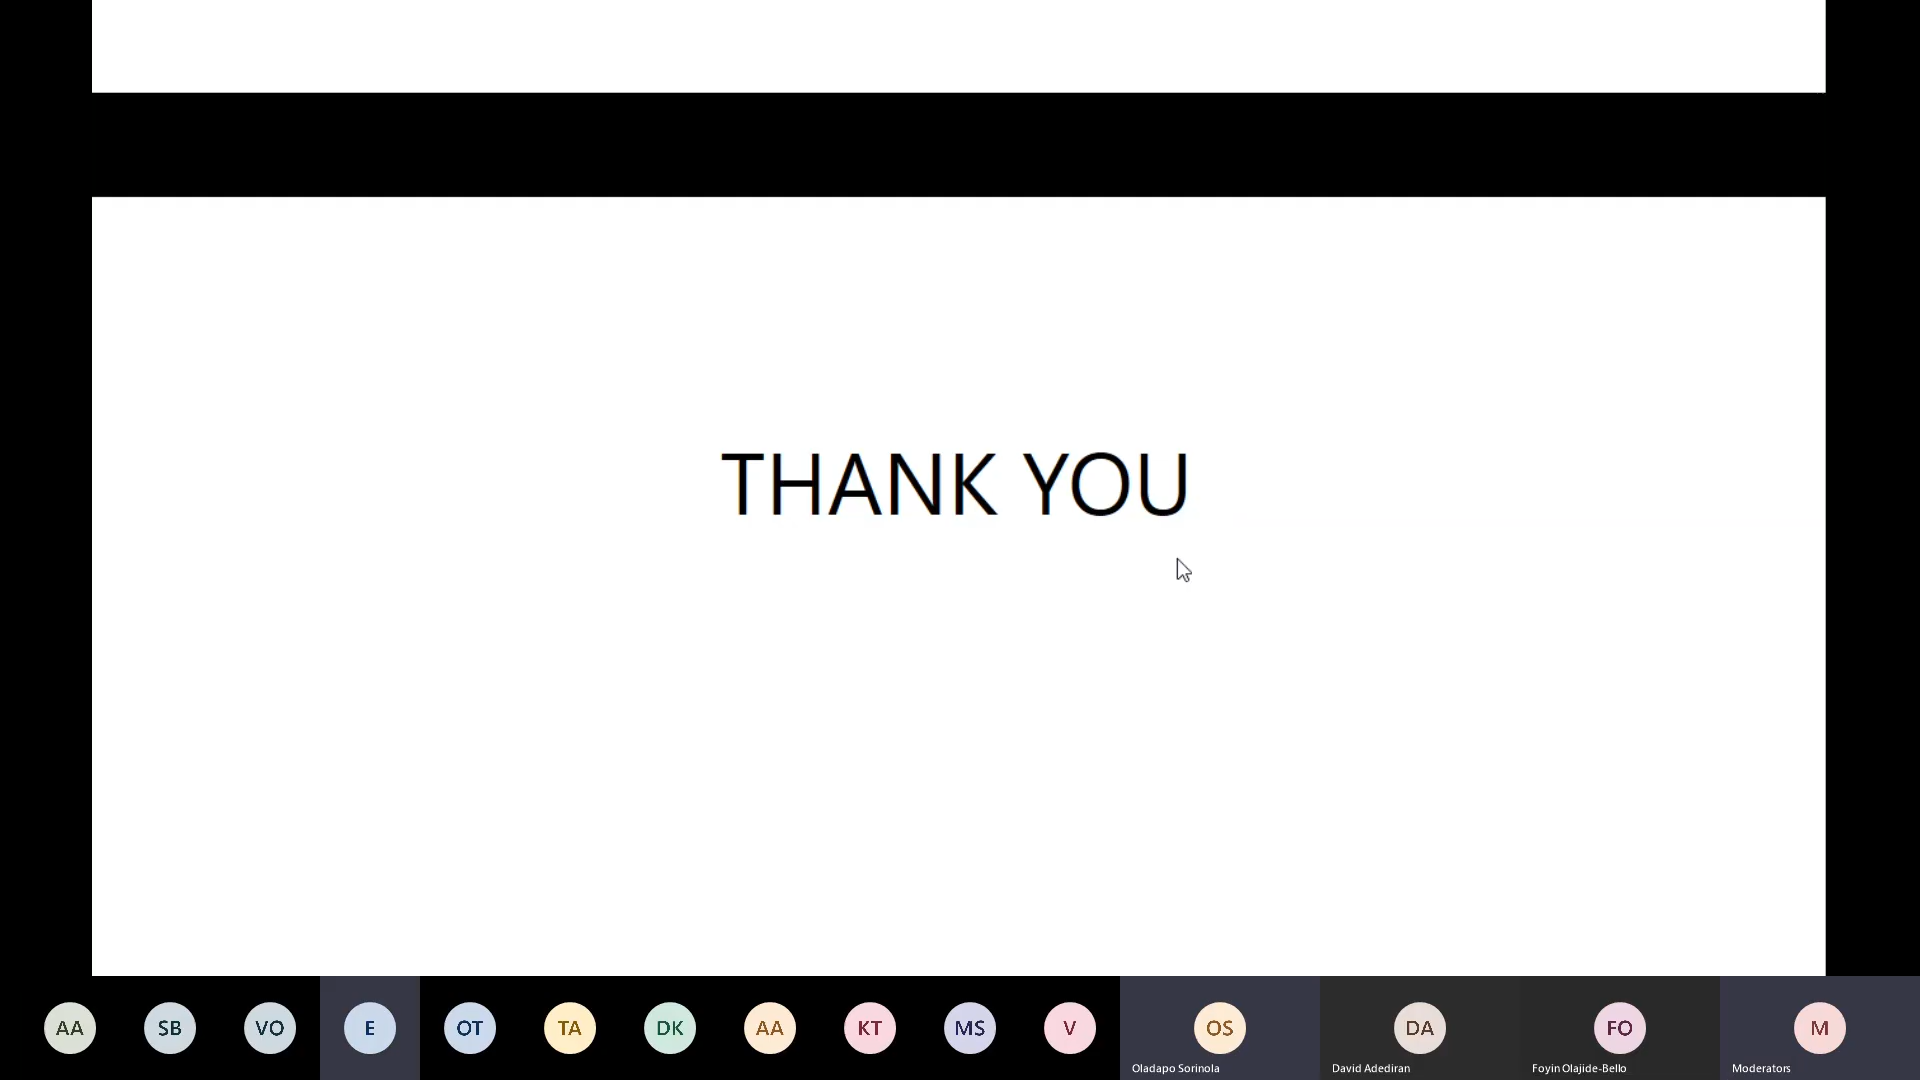 THANK YOU
AA SB VO E OT TA DK AA KT MS V OS DA FO M
Oladapo Sorinola David Adediran Foyin Olajide-Bello Moderators